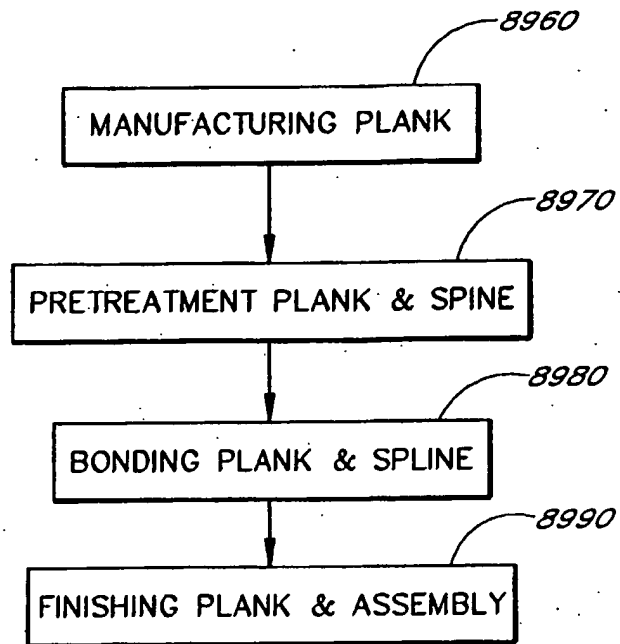 8960
MANUFACTURING PLANK
8970
PRETREATMENT PLANK & SPINE
8980
BONDING PLANK & SPLINE
8990
FINISHING PLANK & ASSEMBLY